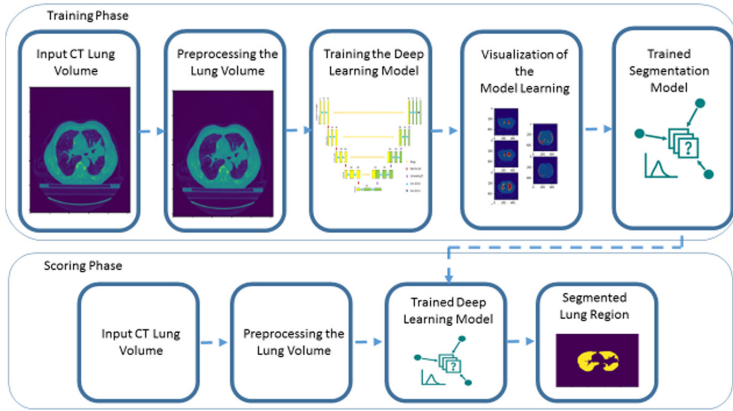 Training Phase
Input CT Lung
Volume
Preprocessing the
Lung Volume
Training the Deep
Learning Model
Visualization of
the
Model Learning
Trained
Segmentation
Model
?
Scoring Phase
Input CT Lung
Volume
Preprocessing the
Lung Volume
Trained Deep
Learning Model
?
Segmented
Lung Region